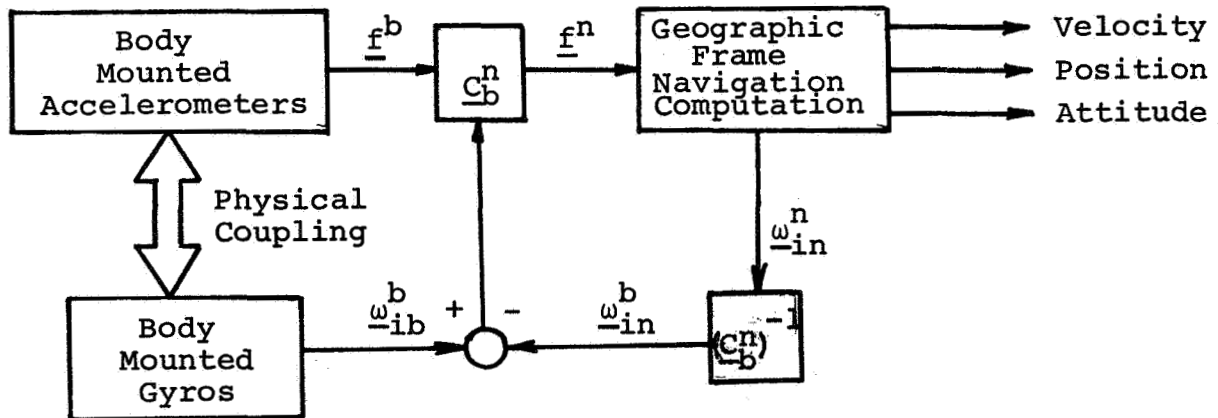 Body
Mounted
Accelerometers
f^b
C_b^n
f^n
Geographic
Frame
Navigation
Computation
Velocity
Position
Attitude
Physical
Coupling
ω_in^n
Body
Mounted
Gyros
ω_ib^b
+
-
ω_in^b
(C_b^n)^-1